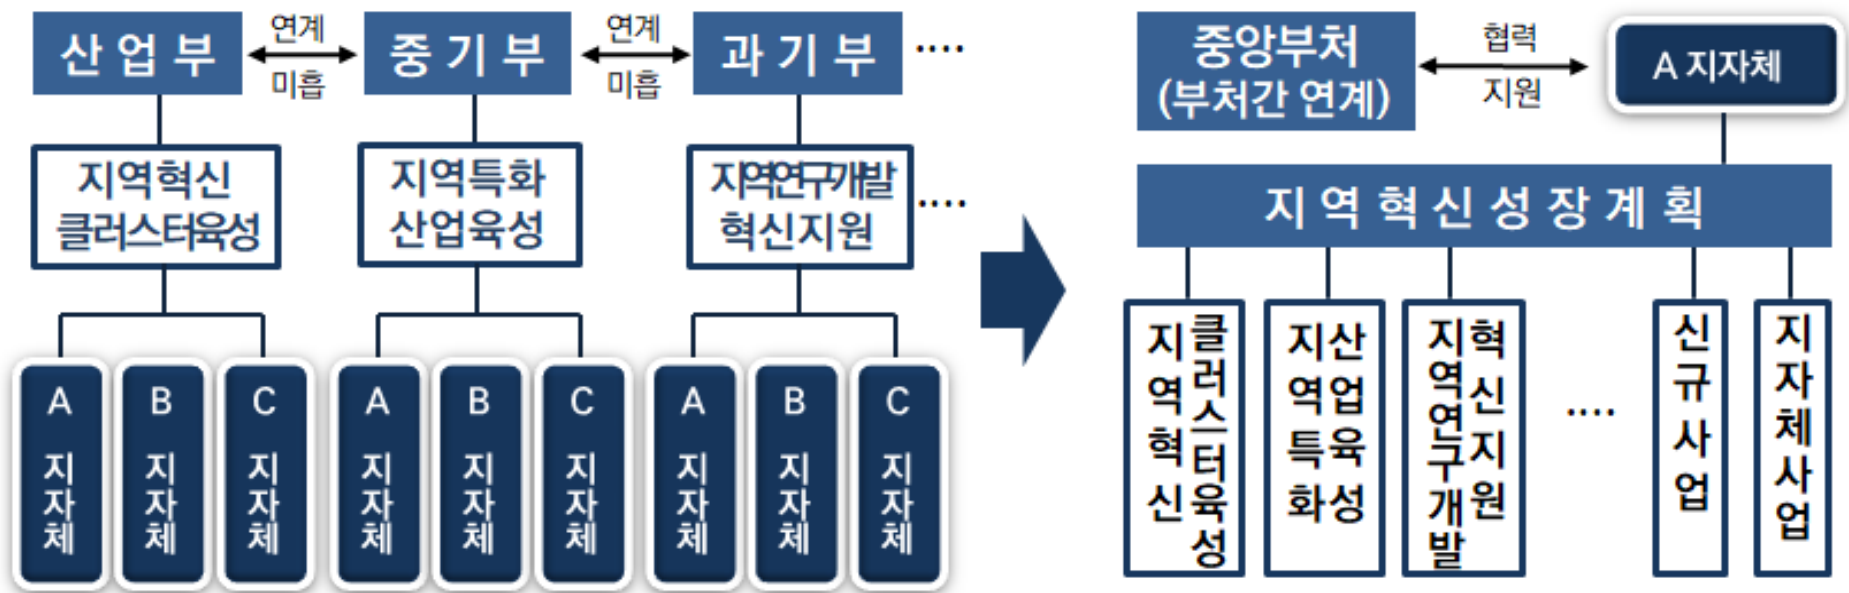 산업부
연계
미흡
중기부
연계
미흡
과기부
....
지역혁신
클러스터육성
지역특화
산업육성
지역연구개발
혁신지원
....
A 지자체
B 지자체
C 지자체
A 지자체
B 지자체
C 지자체
A 지자체
B 지자체
C 지자체
중앙부처
(부처간 연계)
협력
지원
A 지자체
지역혁신성장계획
지역혁신
클러스터육성
지역특화
산업육성
지역연구개발
혁신지원
....
신규사업
지자체사업